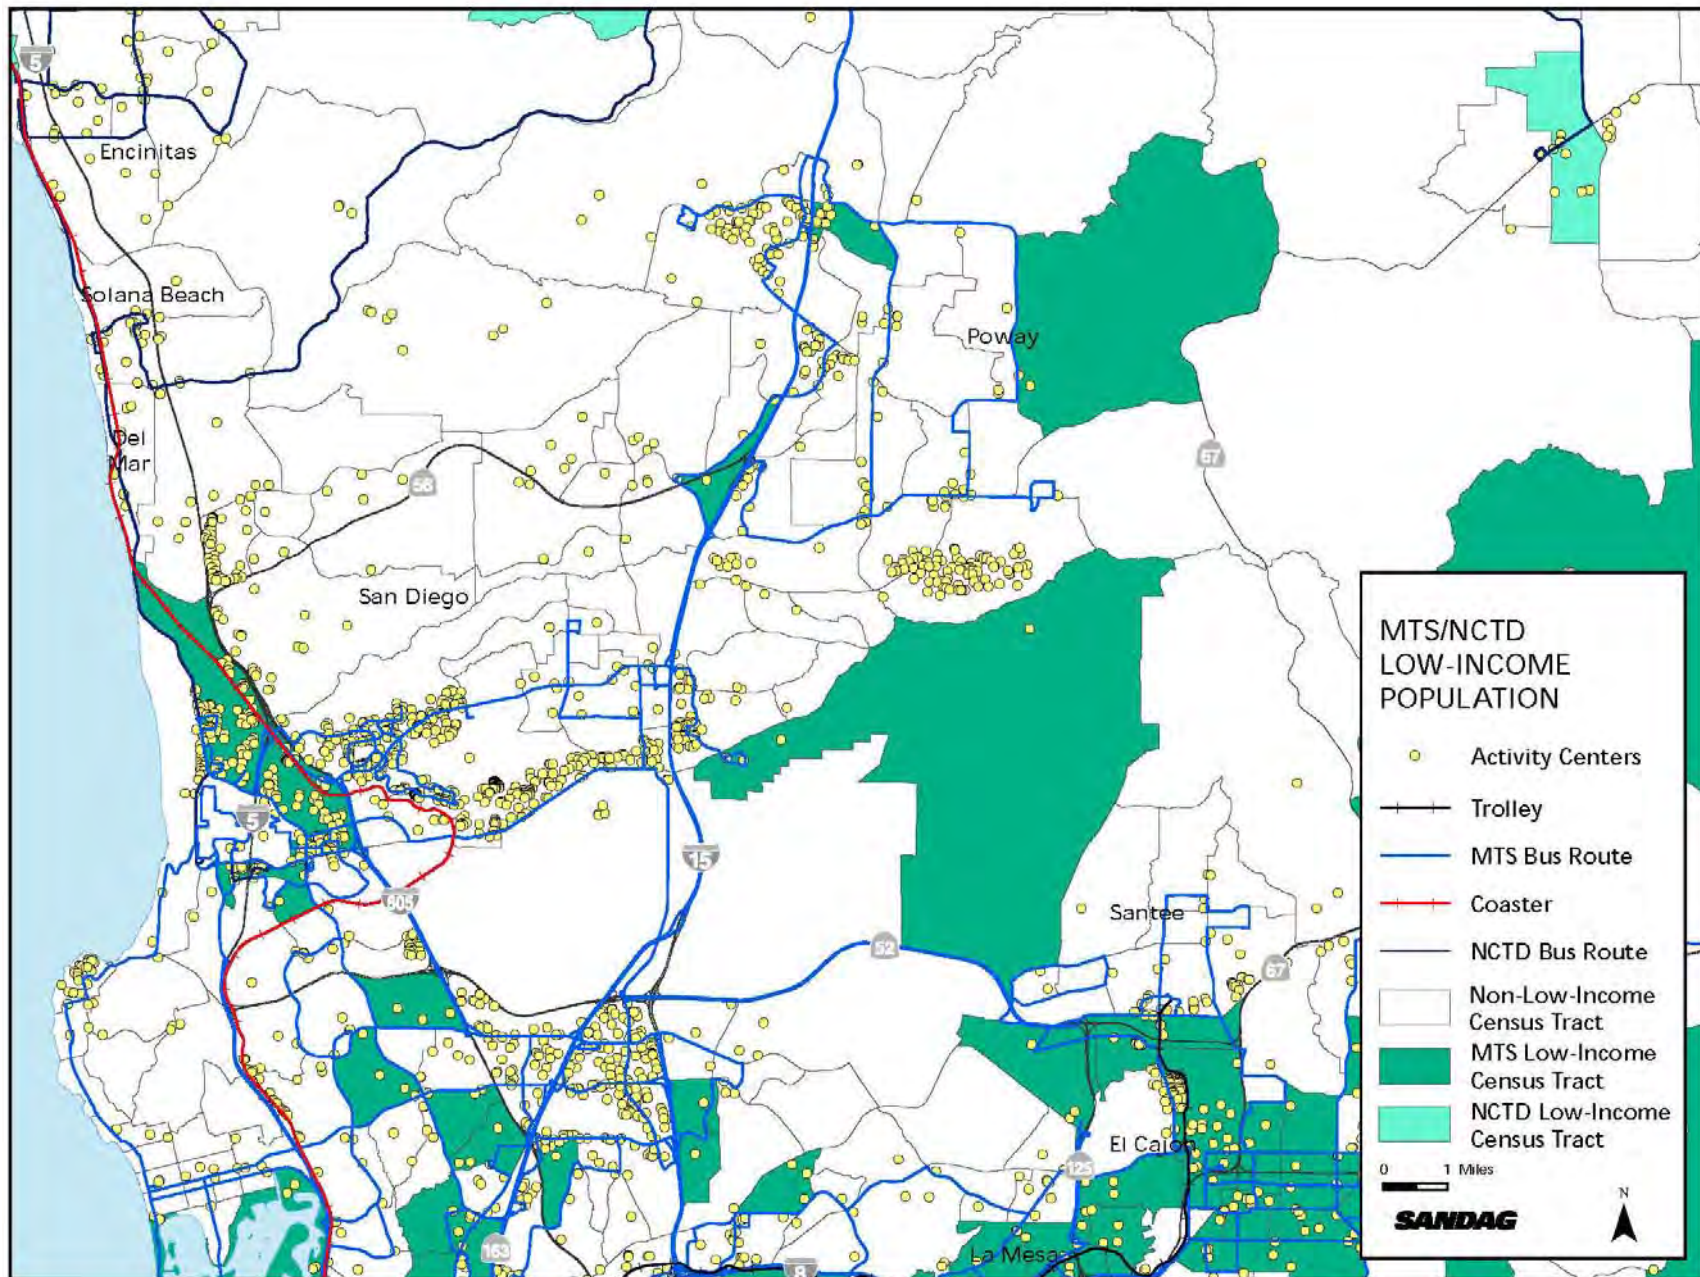 5
Encinitas
Solana Beach
Poway
Del
Mar
56
67
San Diego
5
15
605
Santee
52
67
El Cajon
125
163
La Mesa
8
MTS/NCTD
LOW-INCOME
POPULATION
Activity Centers
Trolley
MTS Bus Route
Coaster
NCTD Bus Route
Non-Low-Income
Census Tract
MTS Low-Income
Census Tract
NCTD Low-Income
Census Tract
0 1 Miles
SANDAG
N